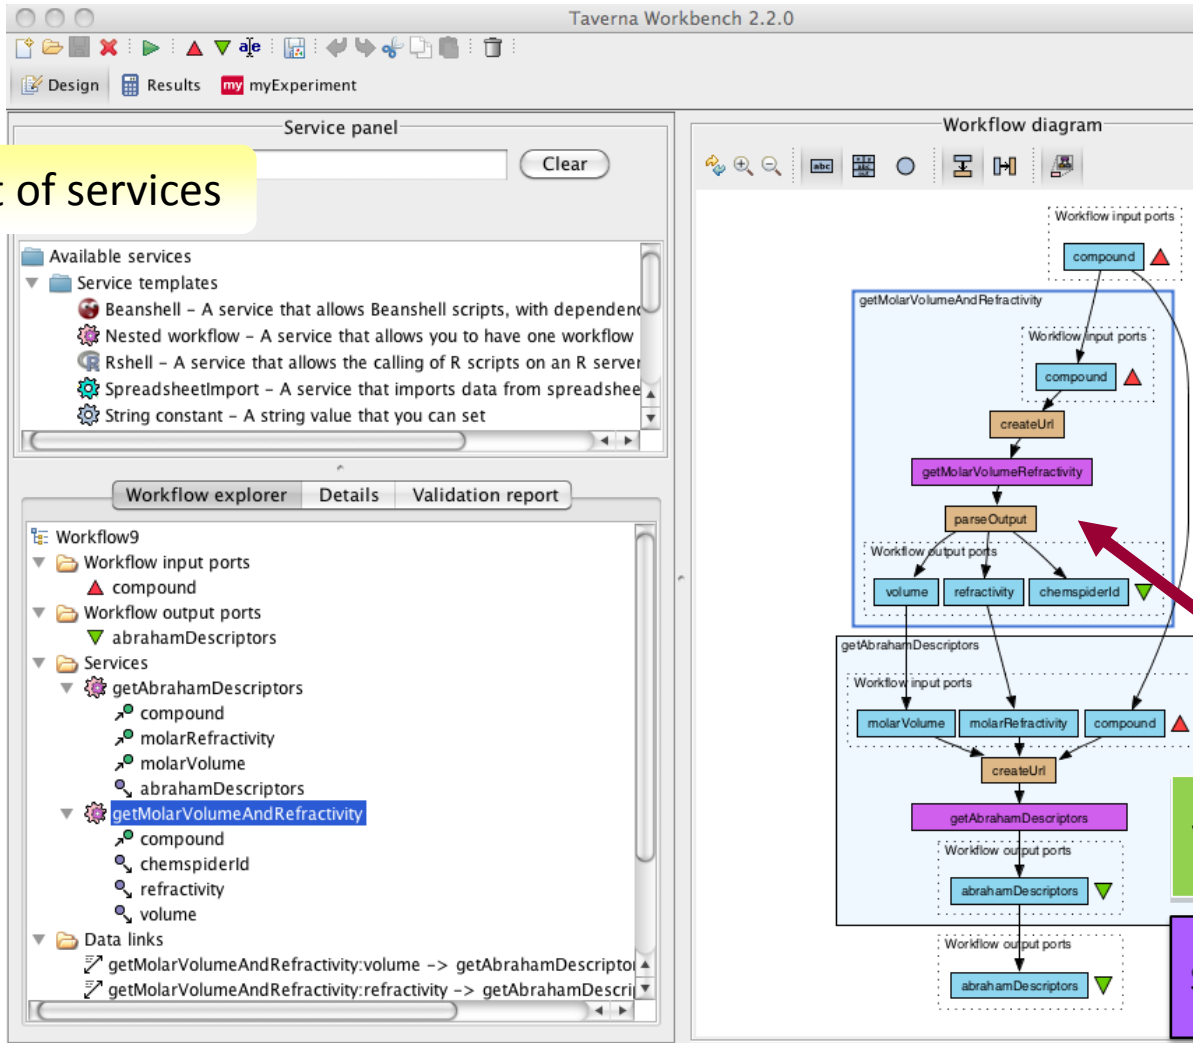 Taverna Workbench 2.2.0
Design
Results
my myExperiment
Service panel
Clear
of services
Available services
Service templates
Beanshell – A service that allows Beanshell scripts, with dependenc
Nested workflow – A service that allows you to have one workflow
Rshell – A service that allows the calling of R scripts on an R server
SpreadsheetImport – A service that imports data from spreadshee
String constant – A string value that you can set
Workflow explorer
Details
Validation report
Workflow9
Workflow input ports
compound
Workflow output ports
abrahamDescriptors
Services
getAbrahamDescriptors
compound
molarRefractivity
molarVolume
abrahamDescriptors
getMolarVolumeAndRefractivity
compound
chemspiderId
refractivity
volume
Data links
getMolarVolumeAndRefractivity:volume -> getAbrahamDescriptor
getMolarVolumeAndRefractivity:refractivity -> getAbrahamDescrip
Workflow diagram
abc
Workflow input ports
compound
getMolarVolumeAndRefractivity
Workflow input ports
compound
createUrl
getMolarVolumeRefractivity
parseOutput
Workflow output ports
volume
refractivity
chemspiderId
getAbrahamDescriptors
Workflow input ports
molarVolume
molarRefractivity
compound
createUrl
getAbrahamDescriptors
Workflow output ports
abrahamDescriptors
Workflow output ports
abrahamDescriptors